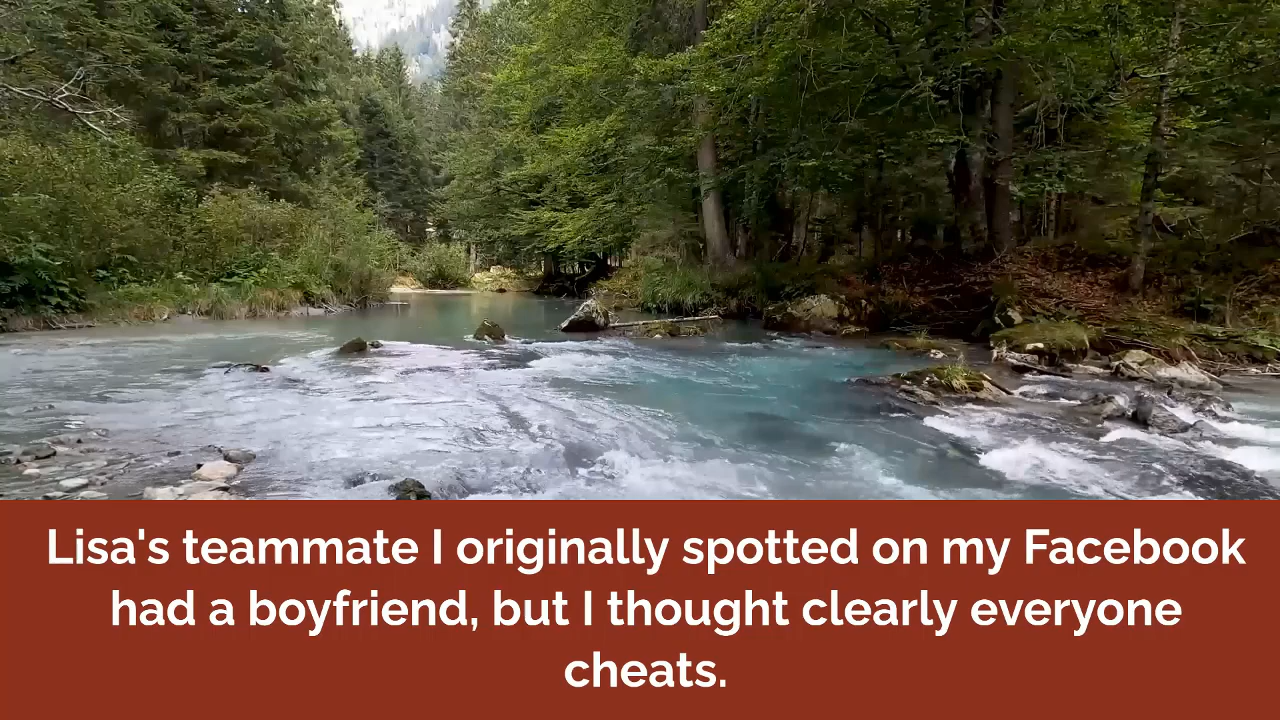 Lisa's teammate I originally spotted on my Facebook
had a boyfriend, but I thought clearly everyone
cheats.